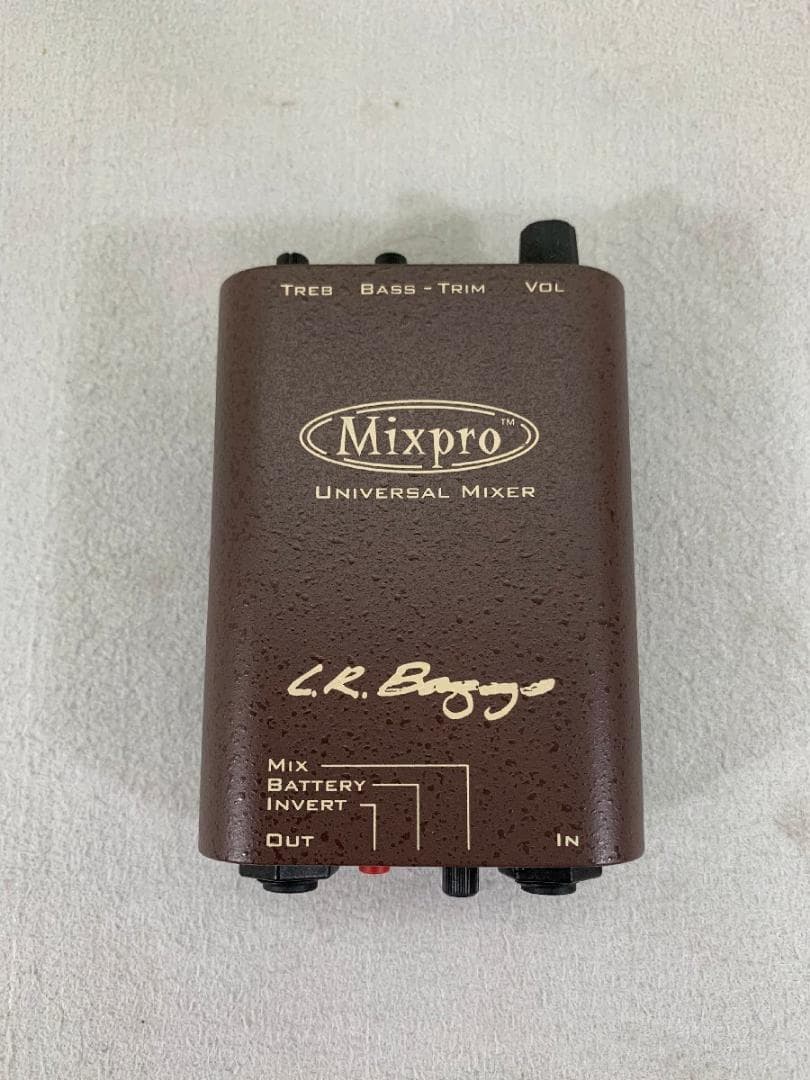 TREB BASS - TRIM VOL
Mixpro™
UNIVERSAL MIXER
L.R. Baggs
MIX
BATTERY
INVERT
OUT IN